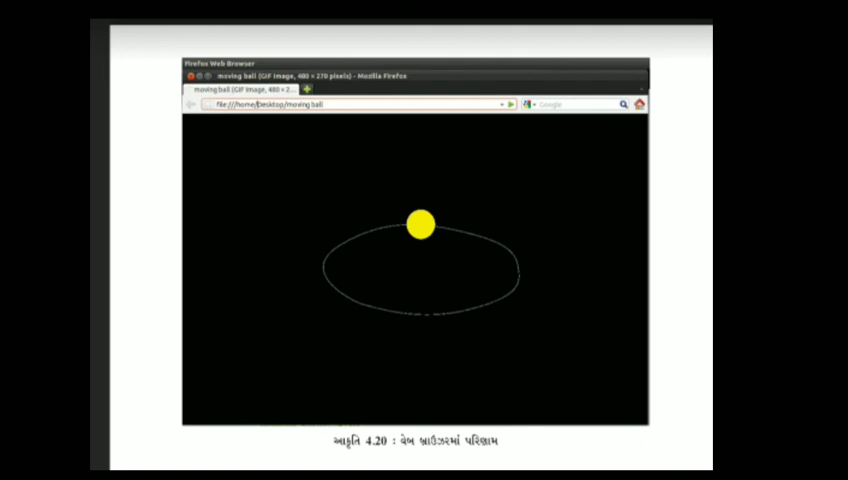 Firefox Web Browser
moving ball (GIF Image, 480 × 270 pixels) - Mozilla Firefox
moving ball (GIF Image, 480 × 2...
file:///home/Desktop/moving ball
Google
આકૃતિ 4.20 : વેબ બ્રાઉઝરમાં પરિણામ